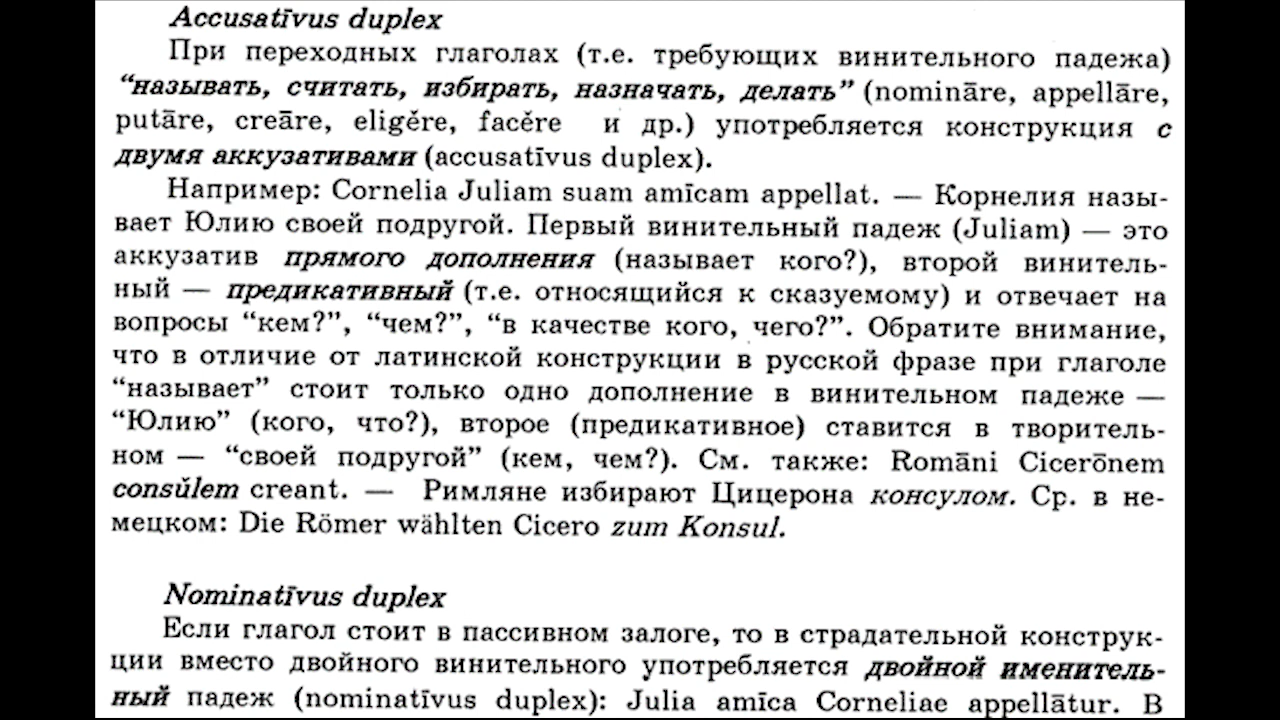 Accusatīvus duplex
При переходных глаголах (т.е. требующих винительного падежа)
“называть, считать, избирать, назначать, делать” (nomināre, appellāre,
putāre, creāre, eligĕre, facĕre и др.) употребляется конструкция с
двумя аккузативами (accusatīvus duplex).
Например: Cornelia Juliam suam amīcam appellat. — Корнелия назы-
вает Юлию своей подругой. Первый винительный падеж (Juliam) — это
аккузатив прямого дополнения (называет кого?), второй винитель-
ный — предикативный (т.е. относящийся к сказуемому) и отвечает на
вопросы “кем?”, “чем?”, “в качестве кого, чего?”. Обратите внимание,
что в отличие от латинской конструкции в русской фразе при глаголе
“называет” стоит только одно дополнение в винительном падеже —
“Юлию” (кого, что?), второе (предикативное) ставится в творитель-
ном — “своей подругой” (кем, чем?). См. также: Romāni Cicerōnem
consŭlem creant. — Римляне избирают Цицерона консулом. Ср. в не-
мецком: Die Römer wählten Cicero zum Konsul.
Nominatīvus duplex
Если глагол стоит в пассивном залоге, то в страдательной конструк-
ции вместо двойного винительного употребляется двойной именитель-
ный падеж (nominatīvus duplex): Julia amīca Corneliae appellātur. В